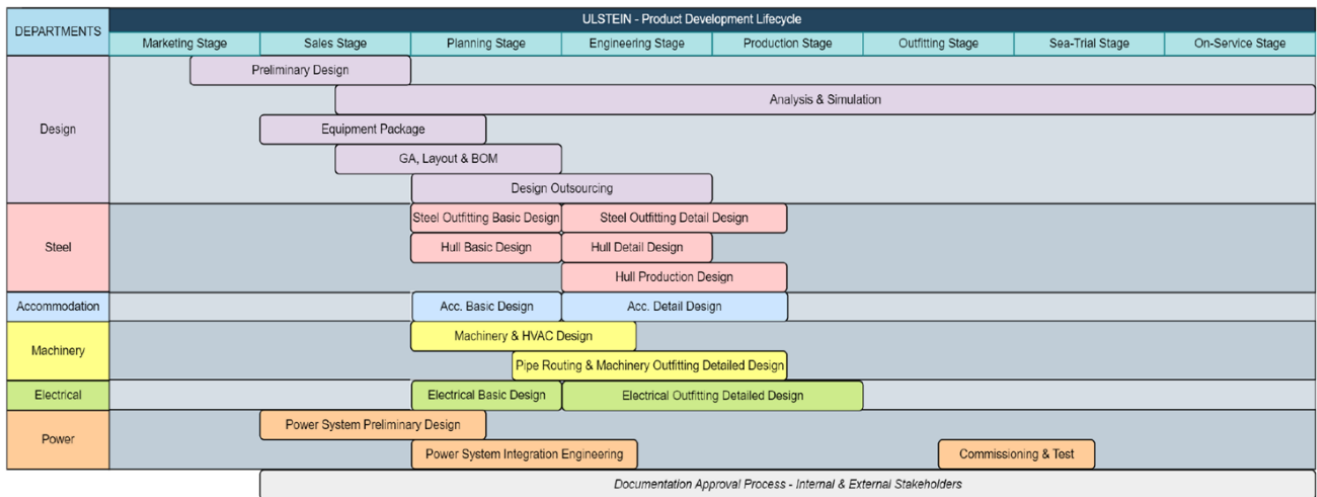 DEPARTMENTS
ULSTEIN - Product Development Lifecycle
Marketing Stage
Sales Stage
Planning Stage
Engineering Stage
Production Stage
Outfitting Stage
Sea-Trial Stage
On-Service Stage
Design
Preliminary Design
Analysis & Simulation
Equipment Package
GA, Layout & BOM
Design Outsourcing
Steel
Steel Outfitting Basic Design
Steel Outfitting Detail Design
Hull Basic Design
Hull Detail Design
Hull Production Design
Accommodation
Acc. Basic Design
Acc. Detail Design
Machinery
Machinery & HVAC Design
Pipe Routing & Machinery Outfitting Detailed Design
Electrical
Electrical Basic Design
Electrical Outfitting Detailed Design
Power
Power System Preliminary Design
Power System Integration Engineering
Commissioning & Test
Documentation Approval Process - Internal & External Stakeholders